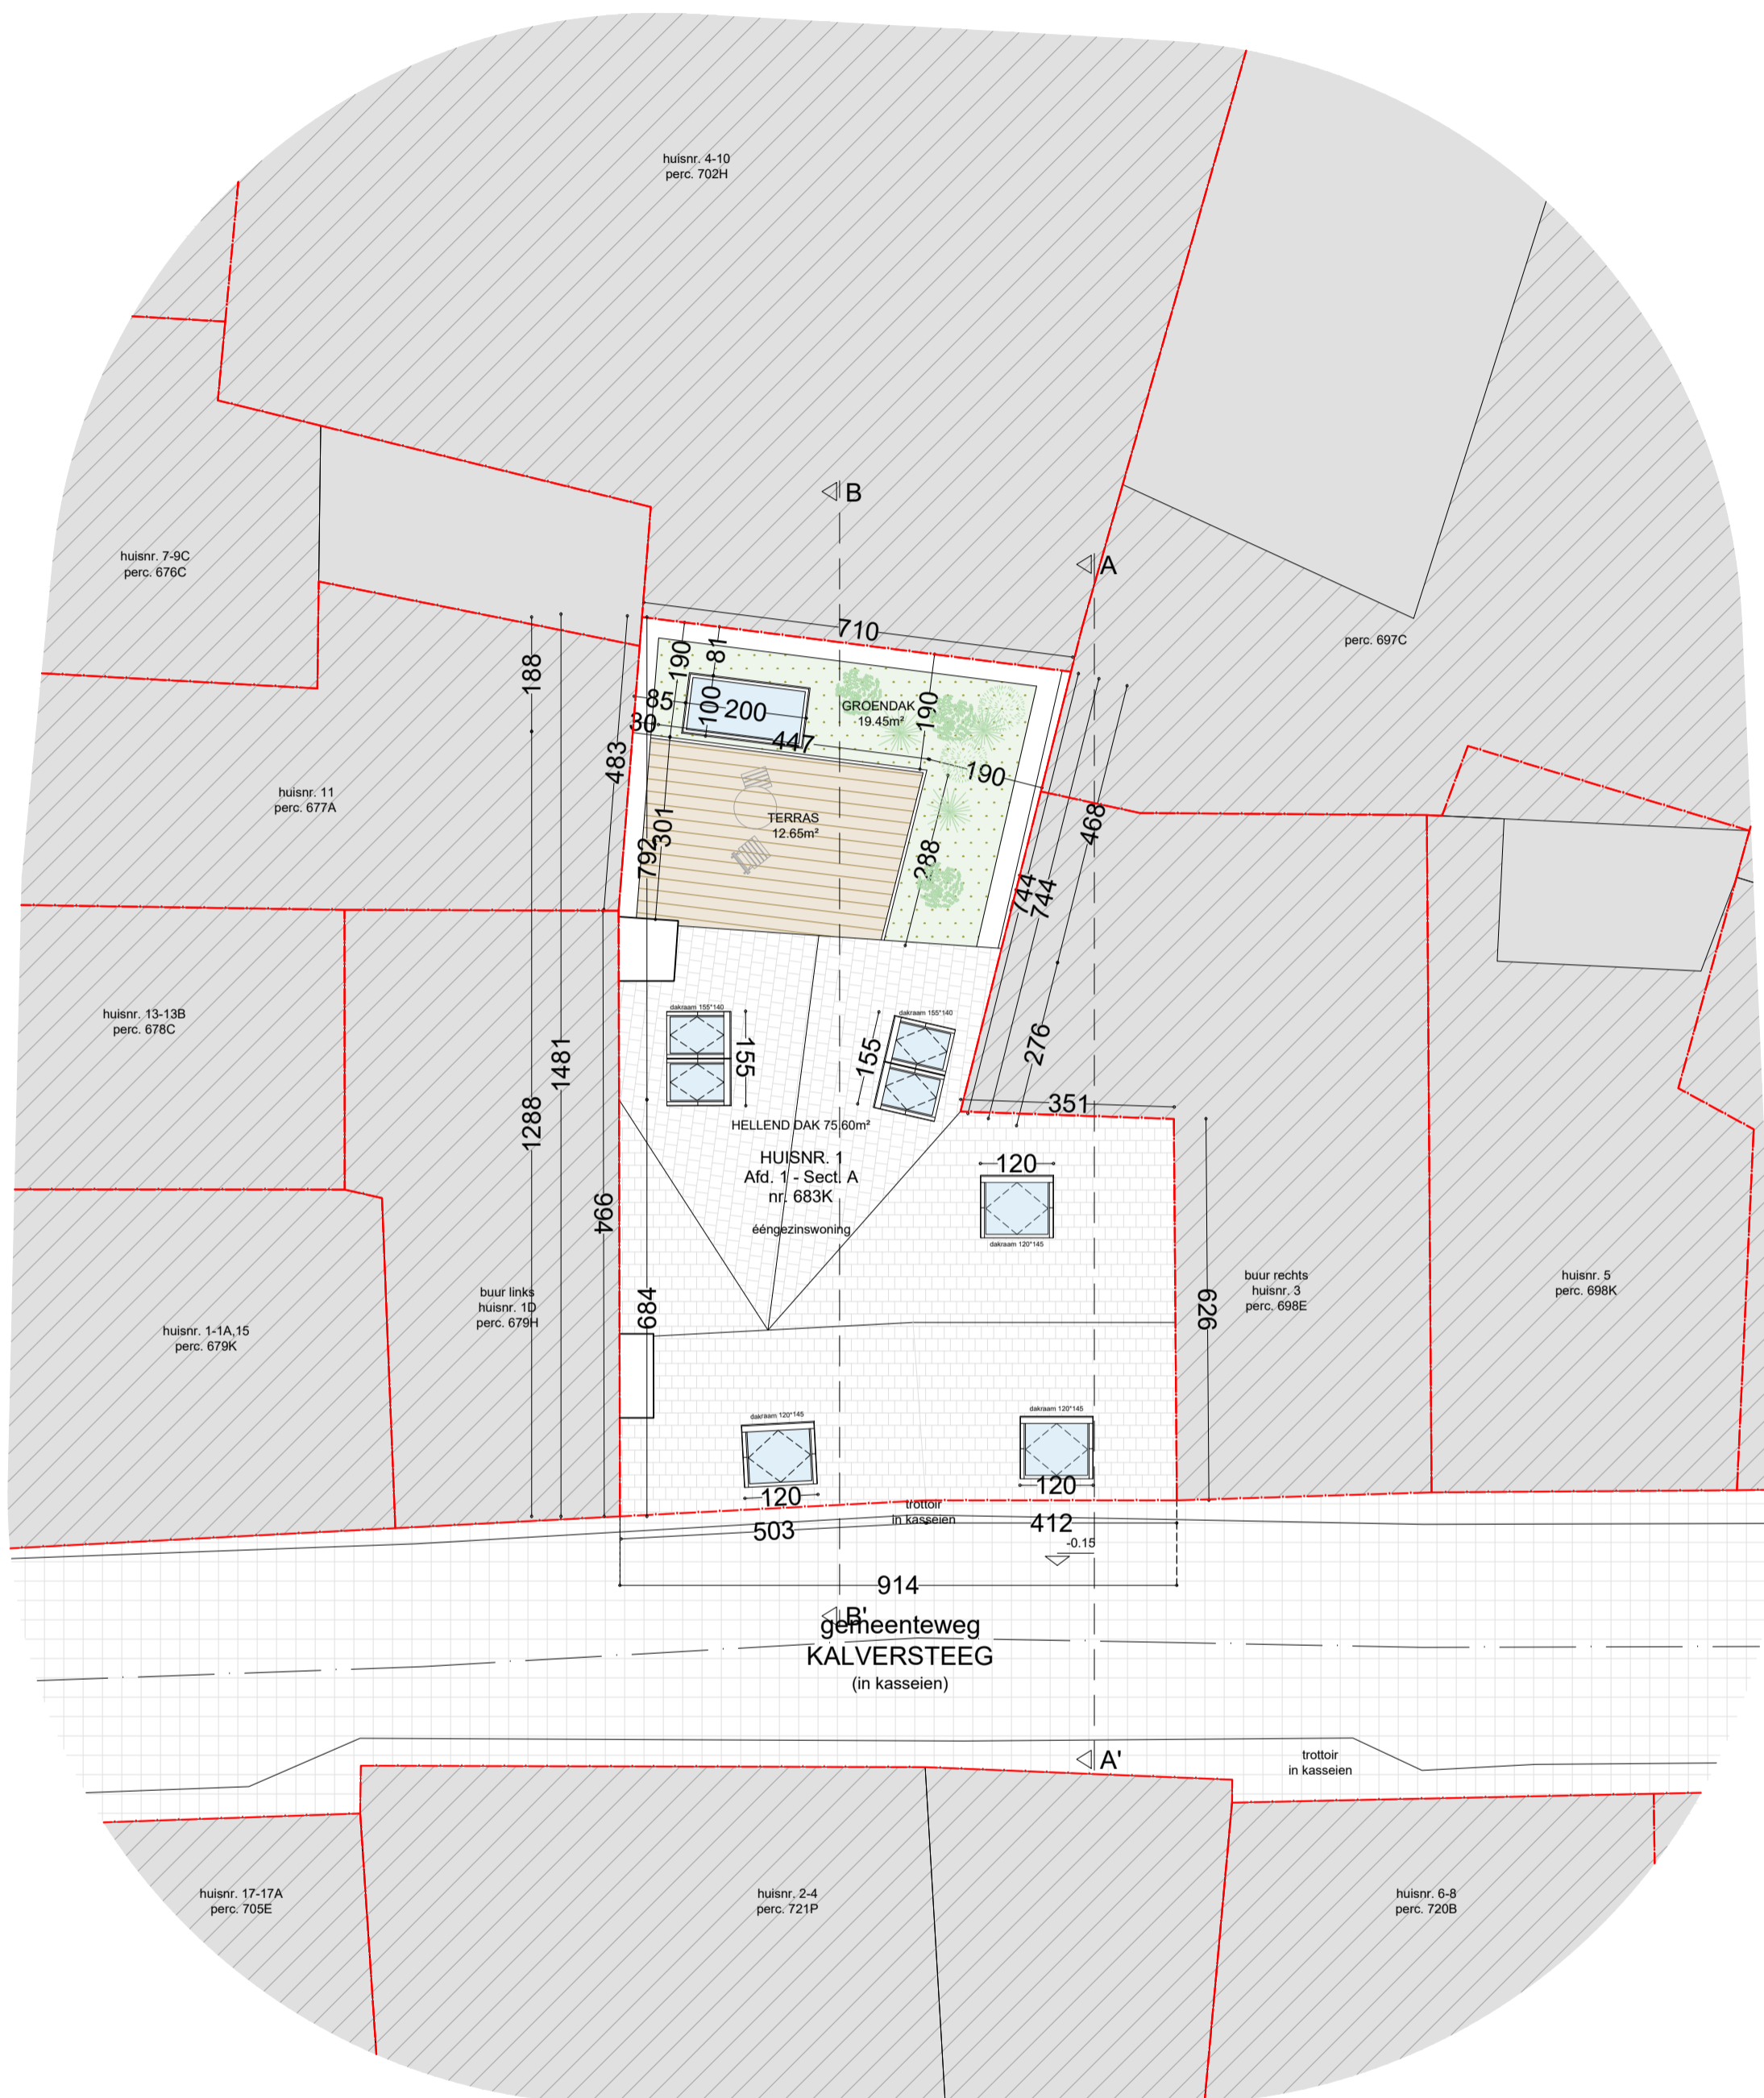 huisnr. 4-10
perc. 702H
B
A
huisnr. 7-9C
perc. 676C
710
perc. 697C
188
190
81
85
100
200
30
GROENDAK
19.45m²
190
447
190
483
huisnr. 11
perc. 677A
301
792
TERRAS
12.65m²
288
468
744
744
huisnr. 13-13B
perc. 678C
dakraam 155*140
dakraam 155*140
155
155
276
1481
1288
351
HELLEND DAK 75.60m²
HUISNR. 1
Afd. 1 - Sect. A
nr. 683K
ééngezinswoning
120
dakraam 120*145
994
684
626
buur links
huisnr. 1D
perc. 679H
buur rechts
huisnr. 3
perc. 698E
huisnr. 5
perc. 698K
huisnr. 1-1A,15
perc. 679K
dakraam 120*145
dakraam 120*145
120
120
trottoir
in kasseien
503
412
-0.15
914
B'
gemeenteweg
KALVERSTEEG
(in kasseien)
A'
trottoir
in kasseien
huisnr. 17-17A
perc. 705E
huisnr. 2-4
perc. 721P
huisnr. 6-8
perc. 720B